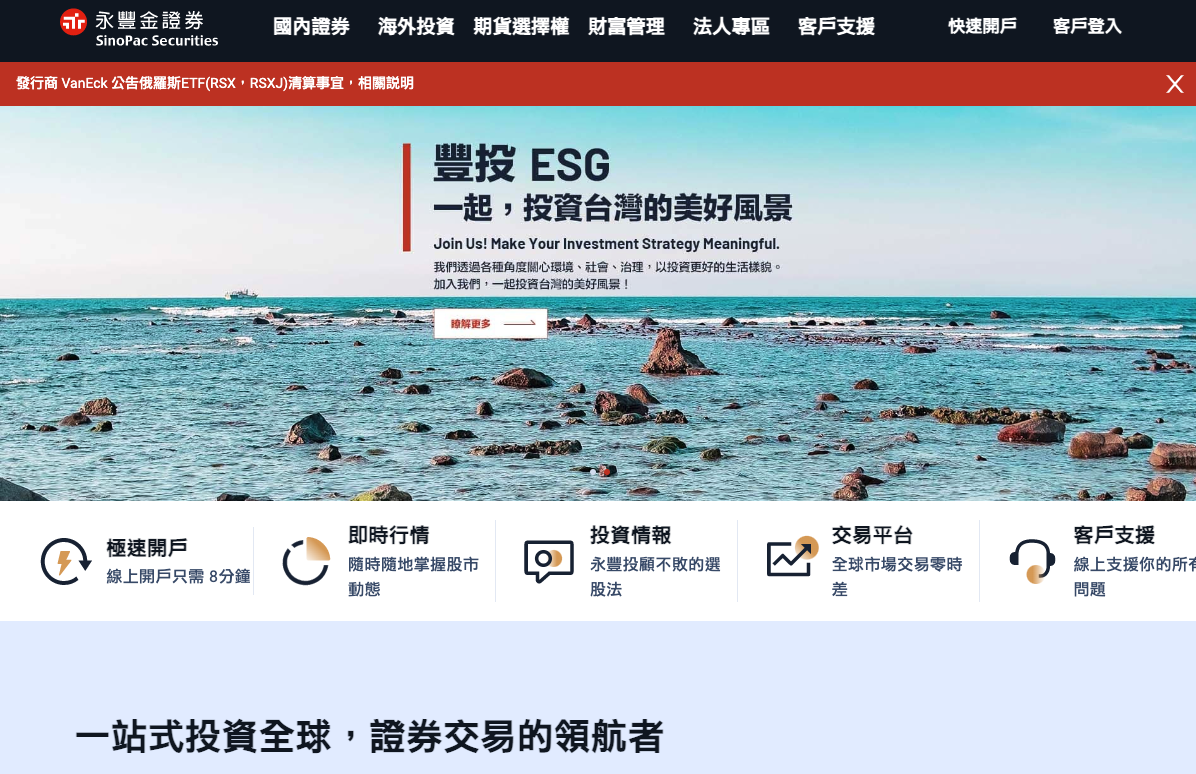 永豐金證券
SinoPac Securities
國內證券 海外投資 期貨選擇權 財富管理 法人專區 客戶支援 快速開戶 客戶登入
發行商 VanEck 公告俄羅斯ETF(RSX，RSXJ)清算事宜，相關說明
X
豐投 ESG
一起，投資台灣的美好風景
Join Us! Make Your Investment Strategy Meaningful.
我們透過各種角度關心環境、社會、治理，以投資更好的生活樣貌。
加入我們，一起投資台灣的美好風景！
瞭解更多
極速開戶
線上開戶只需 8分鐘
即時行情
隨時隨地掌握股市
動態
投資情報
永豐投顧不敗的選
股法
交易平台
全球市場交易零時
差
客戶支援
線上支援你的所有
問題
一站式投資全球，證券交易的領航者